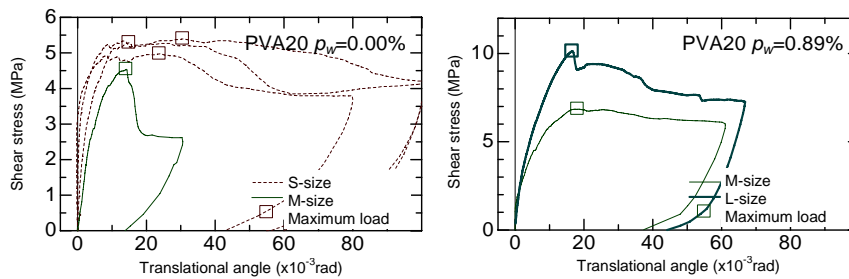 PVA20 p_w=0.00%
Shear stress (MPa)
6
5
4
3
2
1
0
S-size
M-size
Maximum load
0 20 40 60 80
Translational angle (x10⁻³rad)
PVA20 p_w=0.89%
Shear stress (MPa)
10
5
0
M-size
L-size
Maximum load
0 20 40 60 80
Translational angle (x10⁻³rad)